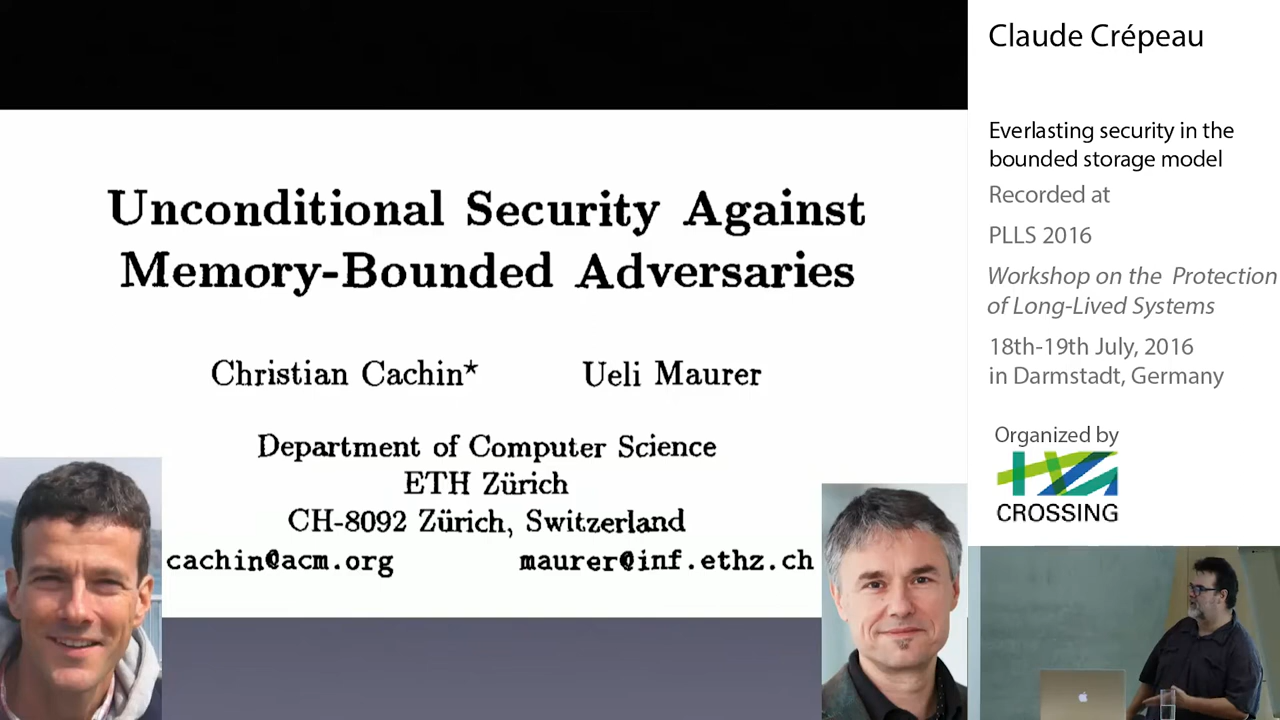 Unconditional Security Against
Memory-Bounded Adversaries
Christian Cachin* Ueli Maurer
Department of Computer Science
ETH Zürich
CH-8092 Zürich, Switzerland
cachin@acm.org maurer@inf.ethz.ch
Claude Crépeau
Everlasting security in the
bounded storage model
Recorded at
PLLS 2016
Workshop on the Protection
of Long-Lived Systems
18th-19th July, 2016
in Darmstadt, Germany
Organized by
CROSSING